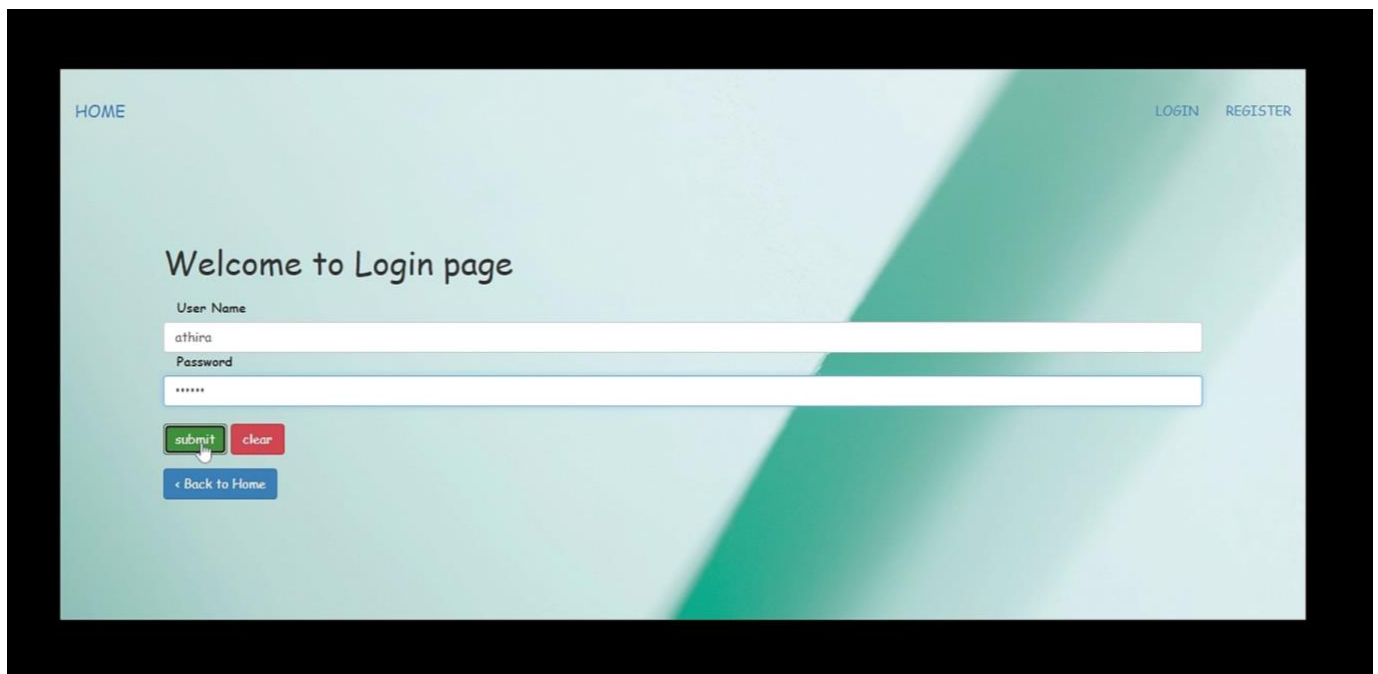 HOME LOGIN REGISTER
Welcome to Login page
User Name
athira
Password
••••••
submit clear
‹ Back to Home